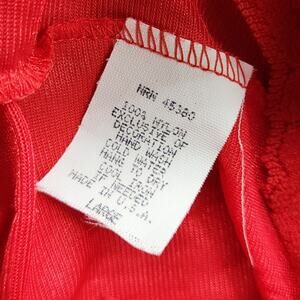 NRN 45380
100% NYLON
EXCLUSIVE OF
DECORATION
HAND WASH
COLD WATER
HANG TO DRY
COOL IRON
IF NEEDED
MADE IN U.S.A.
LARGE